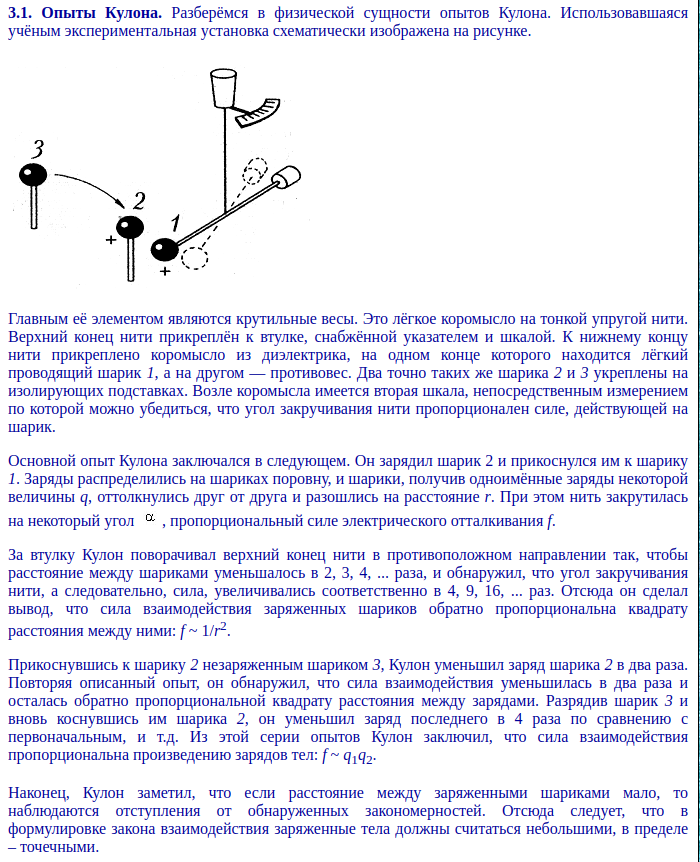 3.1. Опыты Кулона. Разберёмся в физической сущности опытов Кулона. Использовавшаяся
учёным экспериментальная установка схематически изображена на рисунке.
3
2
1
+
+
Главным её элементом являются крутильные весы. Это лёгкое коромысло на тонкой упругой нити.
Верхний конец нити прикреплён к втулке, снабжённой указателем и шкалой. К нижнему концу
нити прикреплено коромысло из диэлектрика, на одном конце которого находится лёгкий
проводящий шарик 1, а на другом — противовес. Два точно таких же шарика 2 и 3 укреплены на
изолирующих подставках. Возле коромысла имеется вторая шкала, непосредственным измерением
по которой можно убедиться, что угол закручивания нити пропорционален силе, действующей на
шарик.
Основной опыт Кулона заключался в следующем. Он зарядил шарик 2 и прикоснулся им к шарику
1. Заряды распределились на шариках поровну, и шарики, получив одноимённые заряды некоторой
величины q, оттолкнулись друг от друга и разошлись на расстояние r. При этом нить закрутилась
на некоторый угол α , пропорциональный силе электрического отталкивания f.
За втулку Кулон поворачивал верхний конец нити в противоположном направлении так, чтобы
расстояние между шариками уменьшалось в 2, 3, 4, ... раза, и обнаружил, что угол закручивания
нити, а следовательно, сила, увеличивались соответственно в 4, 9, 16, ... раз. Отсюда он сделал
вывод, что сила взаимодействия заряженных шариков обратно пропорциональна квадрату
расстояния между ними: f ~ 1/r².
Прикоснувшись к шарику 2 незаряженным шариком 3, Кулон уменьшил заряд шарика 2 в два раза.
Повторяя описанный опыт, он обнаружил, что сила взаимодействия уменьшилась в два раза и
осталась обратно пропорциональной квадрату расстояния между зарядами. Разрядив шарик 3 и
вновь коснувшись им шарика 2, он уменьшил заряд последнего в 4 раза по сравнению с
первоначальным, и т.д. Из этой серии опытов Кулон заключил, что сила взаимодействия
пропорциональна произведению зарядов тел: f ~ q₁q₂.
Наконец, Кулон заметил, что если расстояние между заряженными шариками мало, то
наблюдаются отступления от обнаруженных закономерностей. Отсюда следует, что в
формулировке закона взаимодействия заряженные тела должны считаться небольшими, в пределе
– точечными.